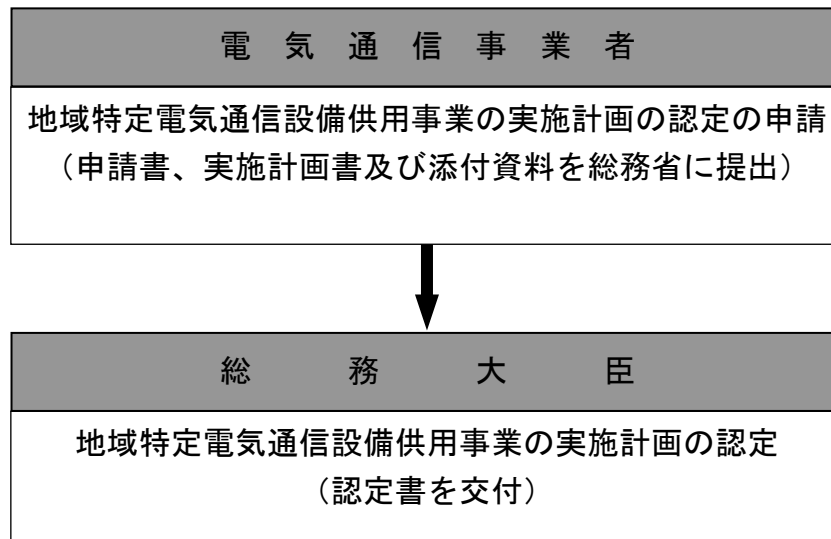 電気通信事業者
地域特定電気通信設備供用事業の実施計画の認定の申請
（申請書、実施計画書及び添付資料を総務省に提出）
総務大臣
地域特定電気通信設備供用事業の実施計画の認定
（認定書を交付）